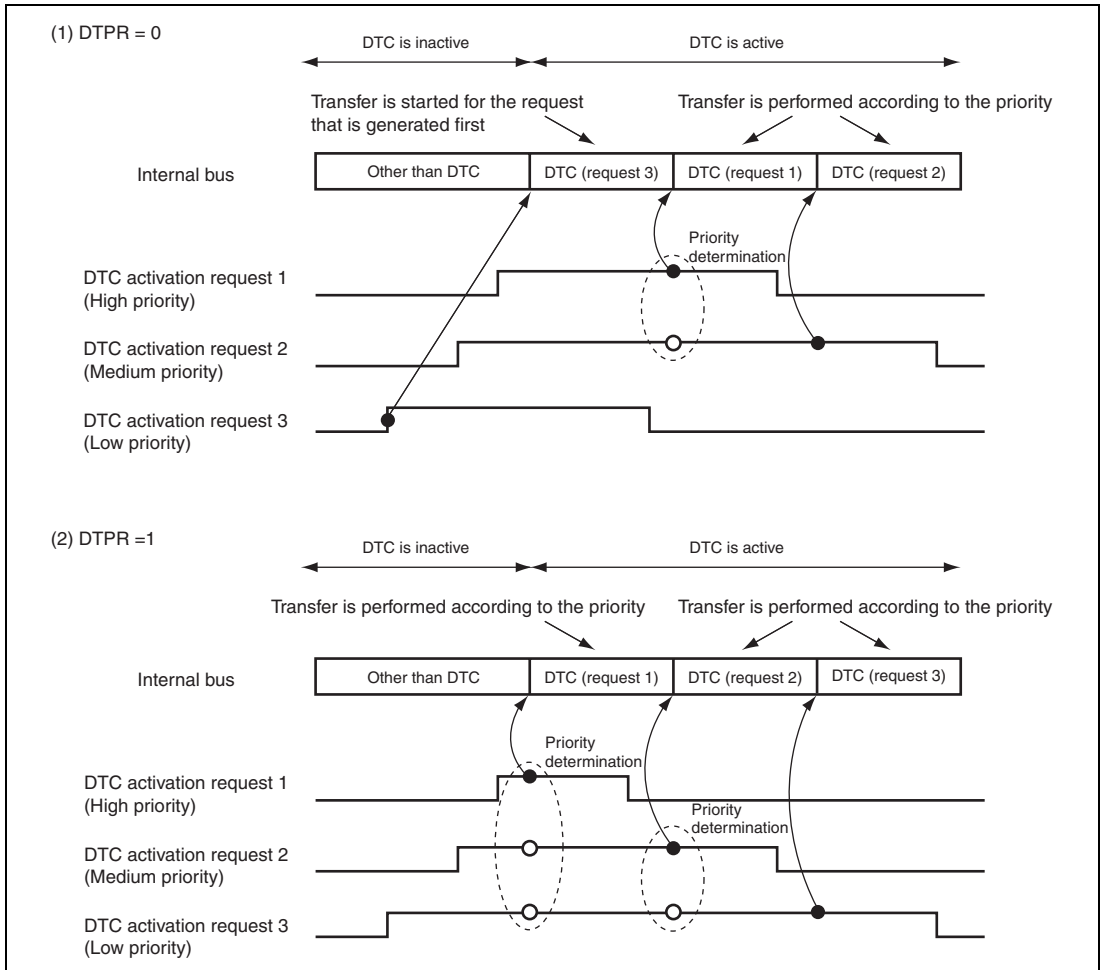 (1) DTPR = 0
DTC is inactive
DTC is active
Transfer is started for the request
that is generated first
Transfer is performed according to the priority
Internal bus
Other than DTC
DTC (request 3)
DTC (request 1)
DTC (request 2)
Priority
determination
DTC activation request 1
(High priority)
DTC activation request 2
(Medium priority)
DTC activation request 3
(Low priority)
(2) DTPR =1
DTC is inactive
DTC is active
Transfer is performed according to the priority
Transfer is performed according to the priority
Internal bus
Other than DTC
DTC (request 1)
DTC (request 2)
DTC (request 3)
Priority
determination
DTC activation request 1
(High priority)
Priority
determination
DTC activation request 2
(Medium priority)
DTC activation request 3
(Low priority)